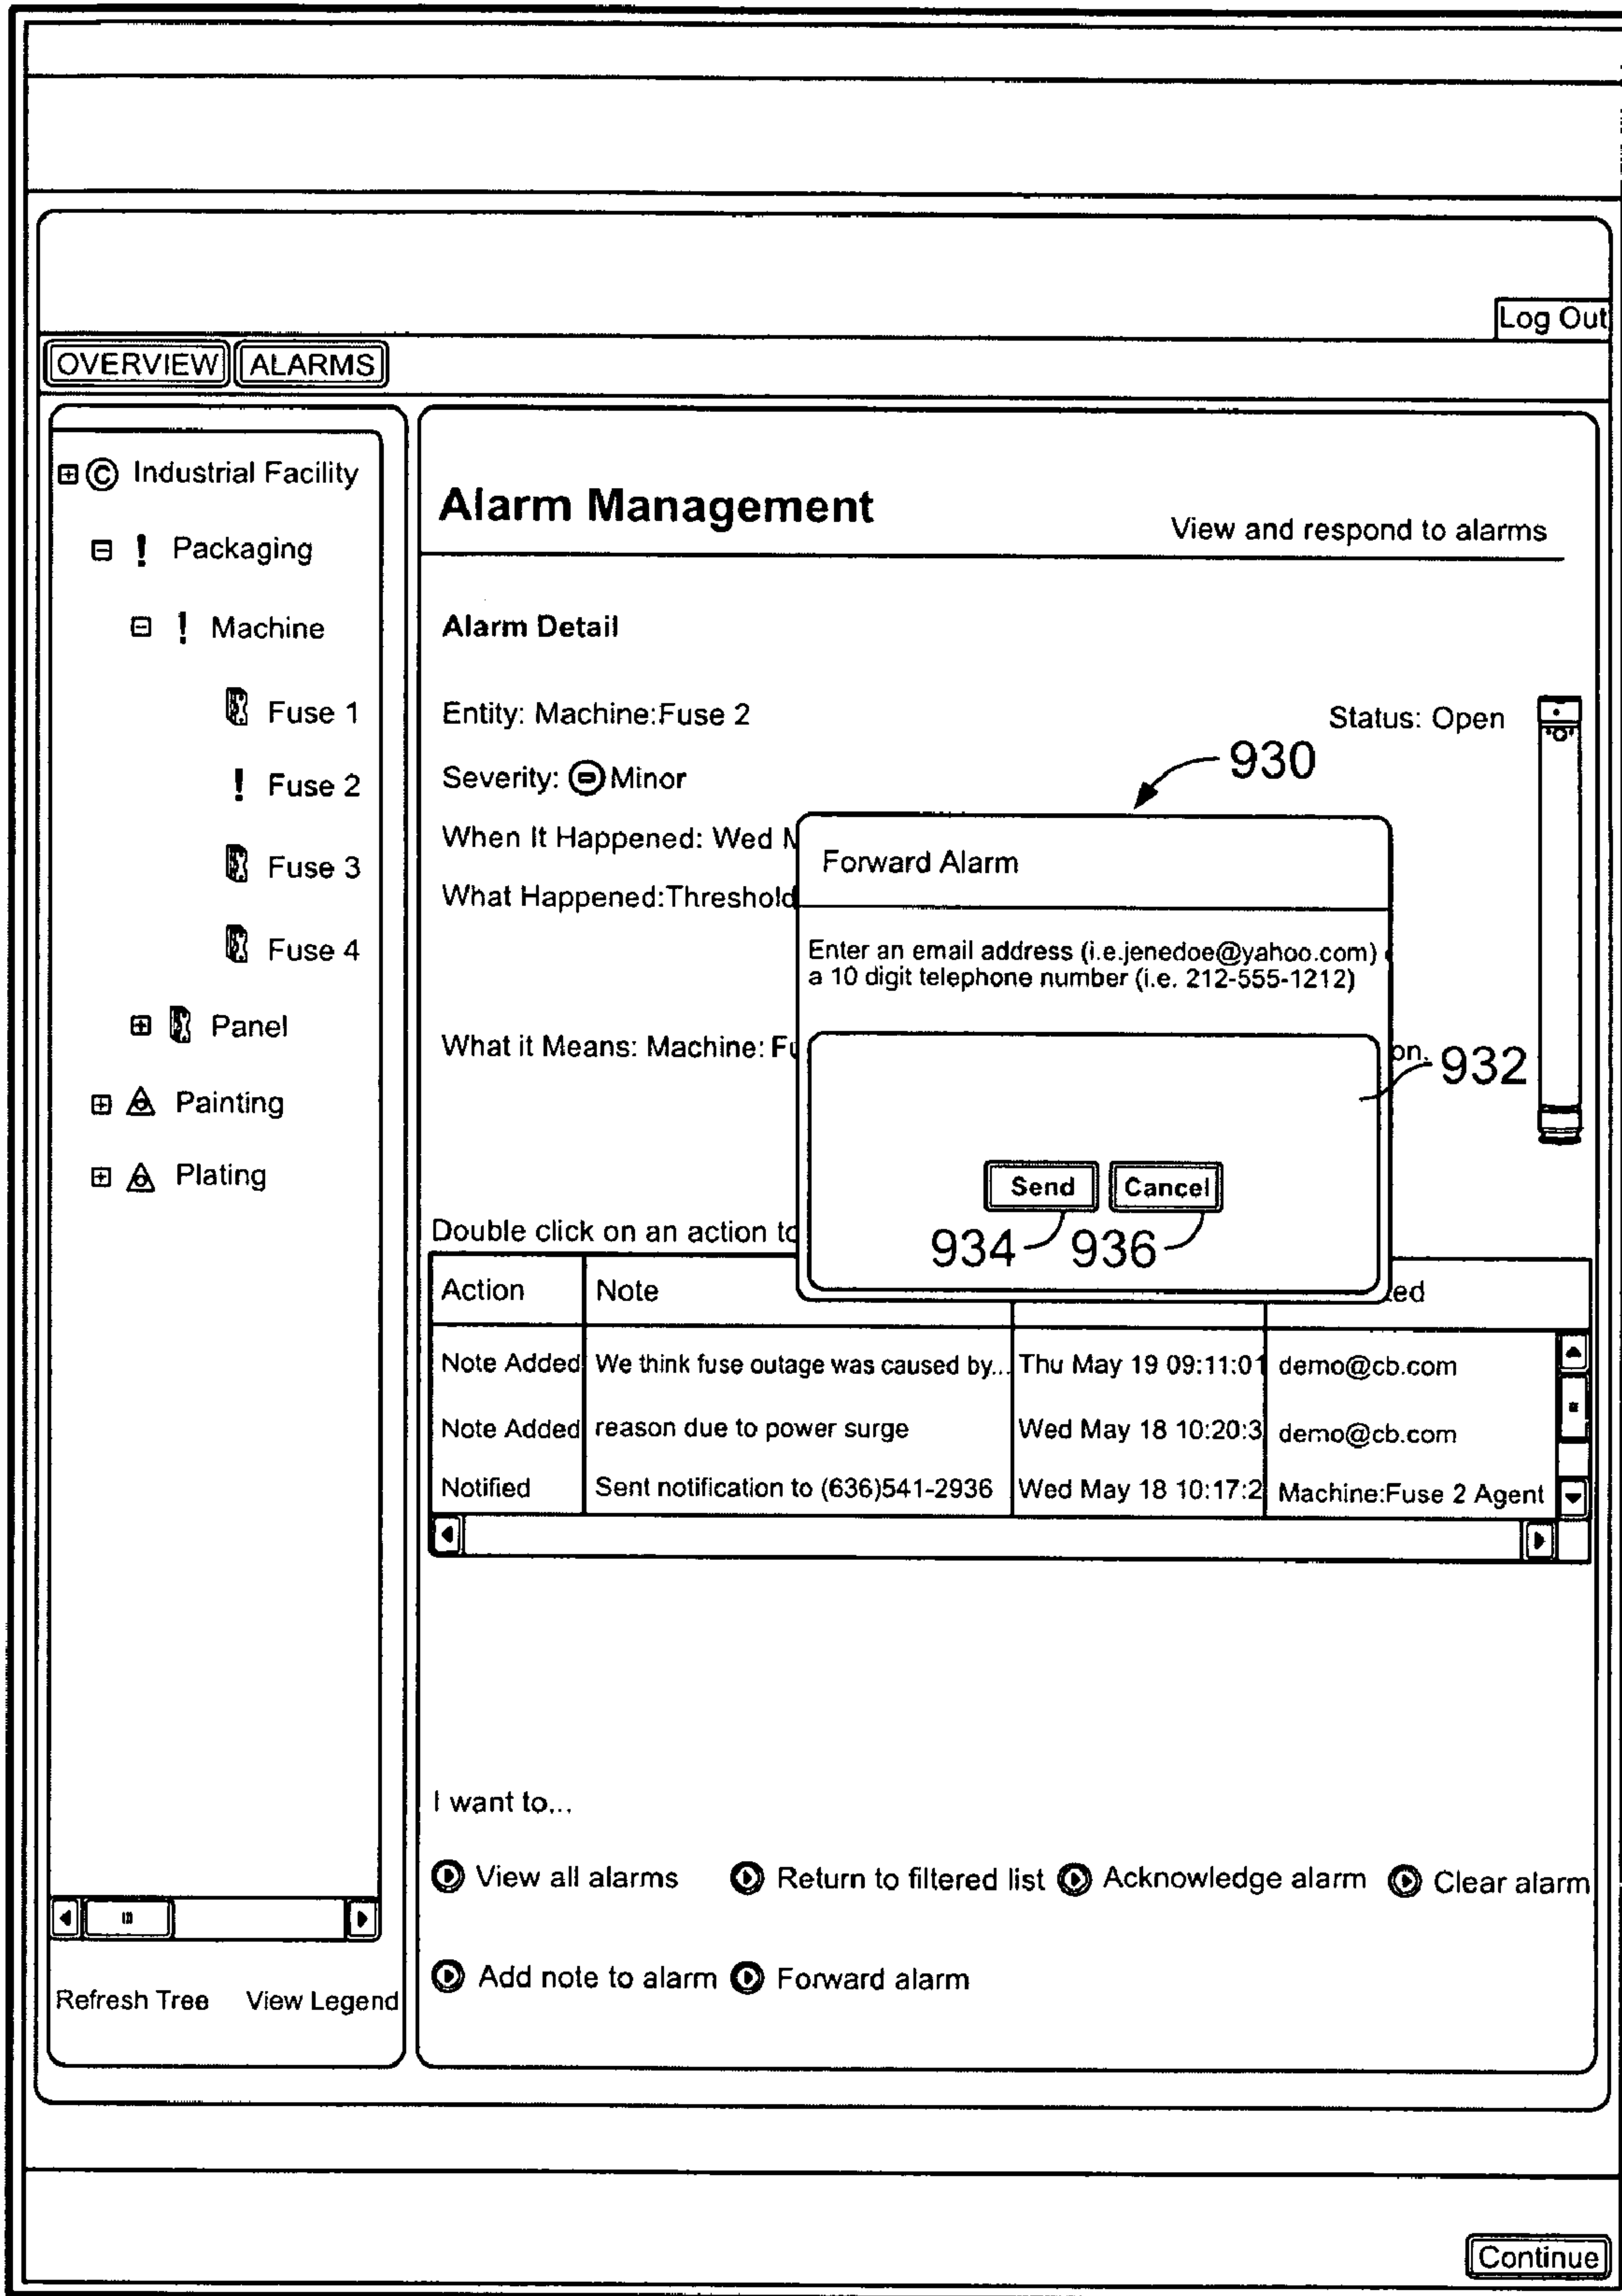 Log Out
OVERVIEW ALARMS
Industrial Facility
! Packaging
! Machine
Fuse 1
! Fuse 2
Fuse 3
Fuse 4
Panel
Painting
Plating
Refresh Tree View Legend
Alarm Management
View and respond to alarms
Alarm Detail
Entity: Machine:Fuse 2
Status: Open
Severity: Minor
930
When It Happened: Wed
What Happened:Threshold
Forward Alarm
Enter an email address (i.e.jenedoe@yahoo.com)
a 10 digit telephone number (i.e. 212-555-1212)
What it Means: Machine:
on.
932
Send Cancel
934 936
Double click on an action to
Action Note ed
Note Added We think fuse outage was caused by... Thu May 19 09:11:01 demo@cb.com
Note Added reason due to power surge Wed May 18 10:20:3 demo@cb.com
Notified Sent notification to (636)541-2936 Wed May 18 10:17:2 Machine:Fuse 2 Agent
I want to...
View all alarms Return to filtered list Acknowledge alarm Clear alarm
Add note to alarm Forward alarm
Continue